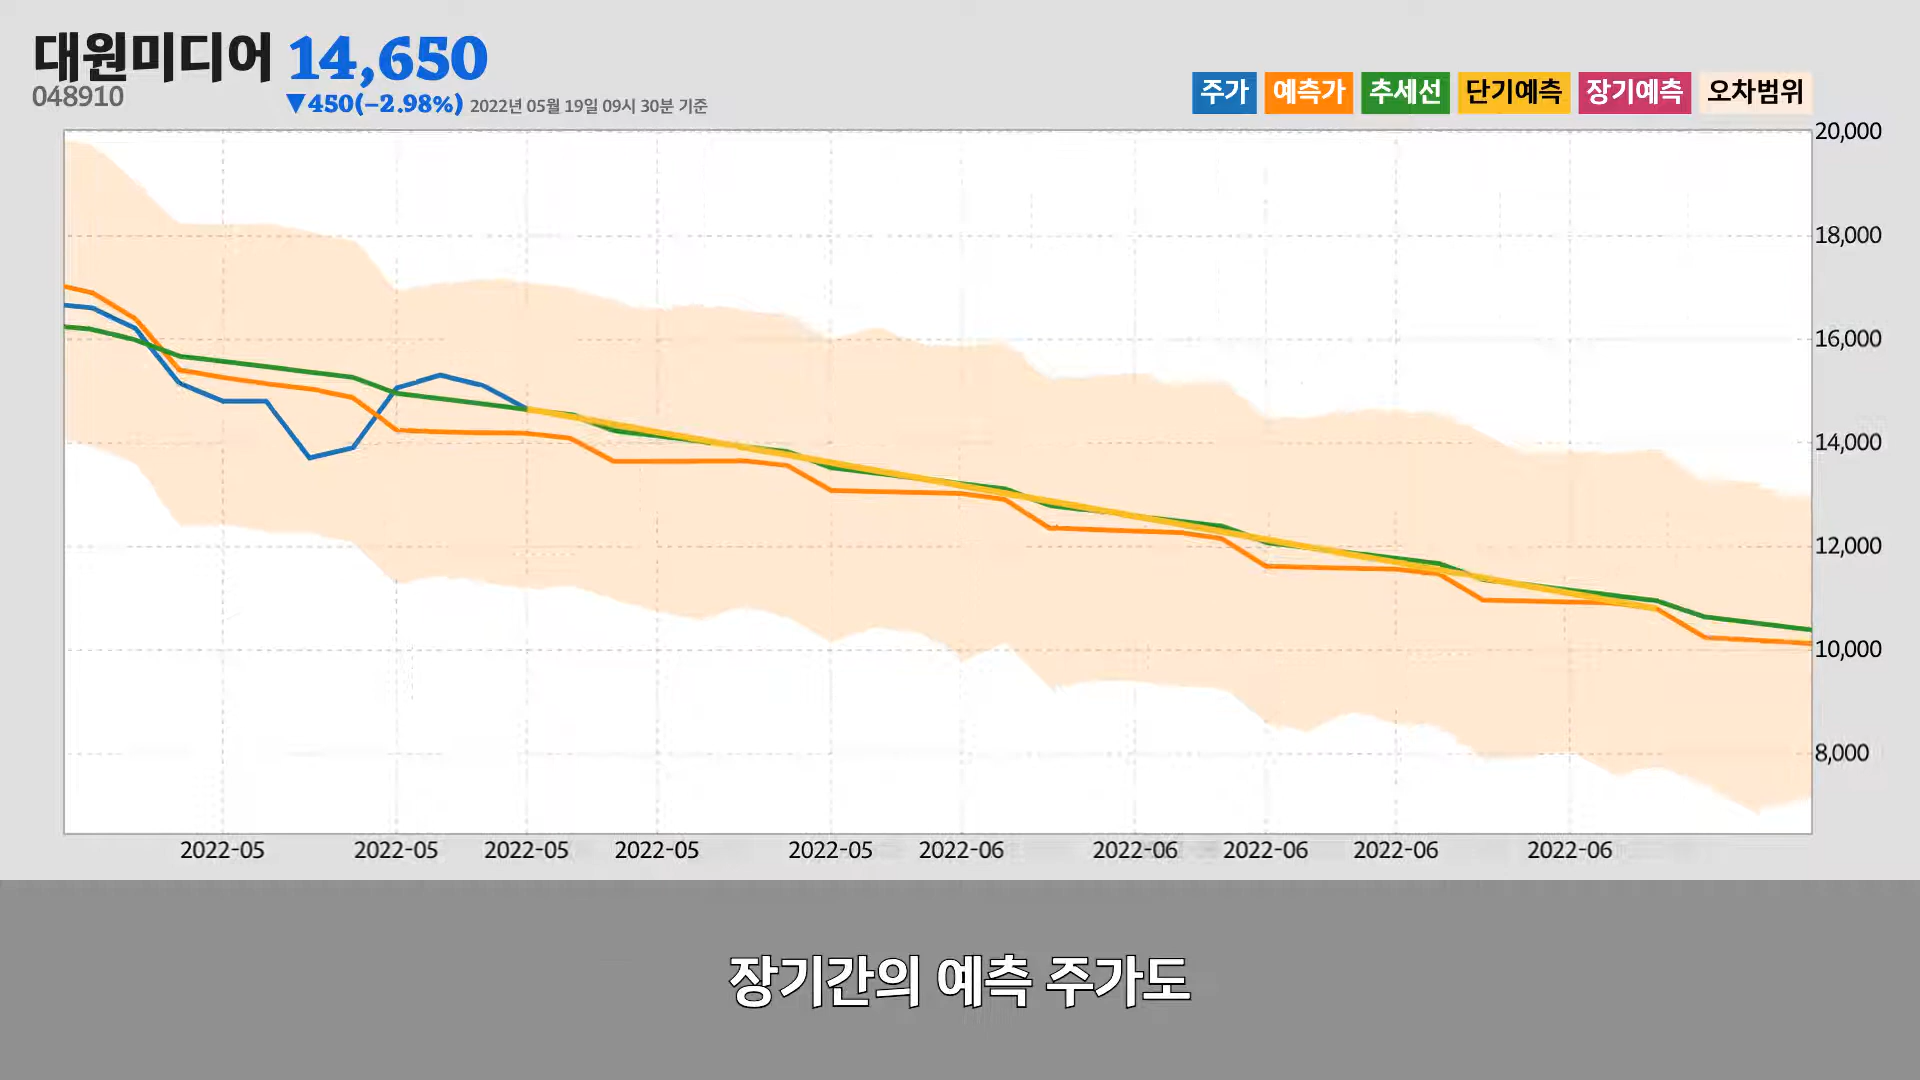 대원미디어 14,650
048910
▼450(−2.98%) 2022년 05월 19일 09시 30분 기준
주가 예측가 추세선 단기예측 장기예측 오차범위
20,000
18,000
16,000
14,000
12,000
10,000
8,000
2022-05 2022-05 2022-05 2022-05 2022-05 2022-06 2022-06 2022-06 2022-06 2022-06
장기간의 예측 주가도